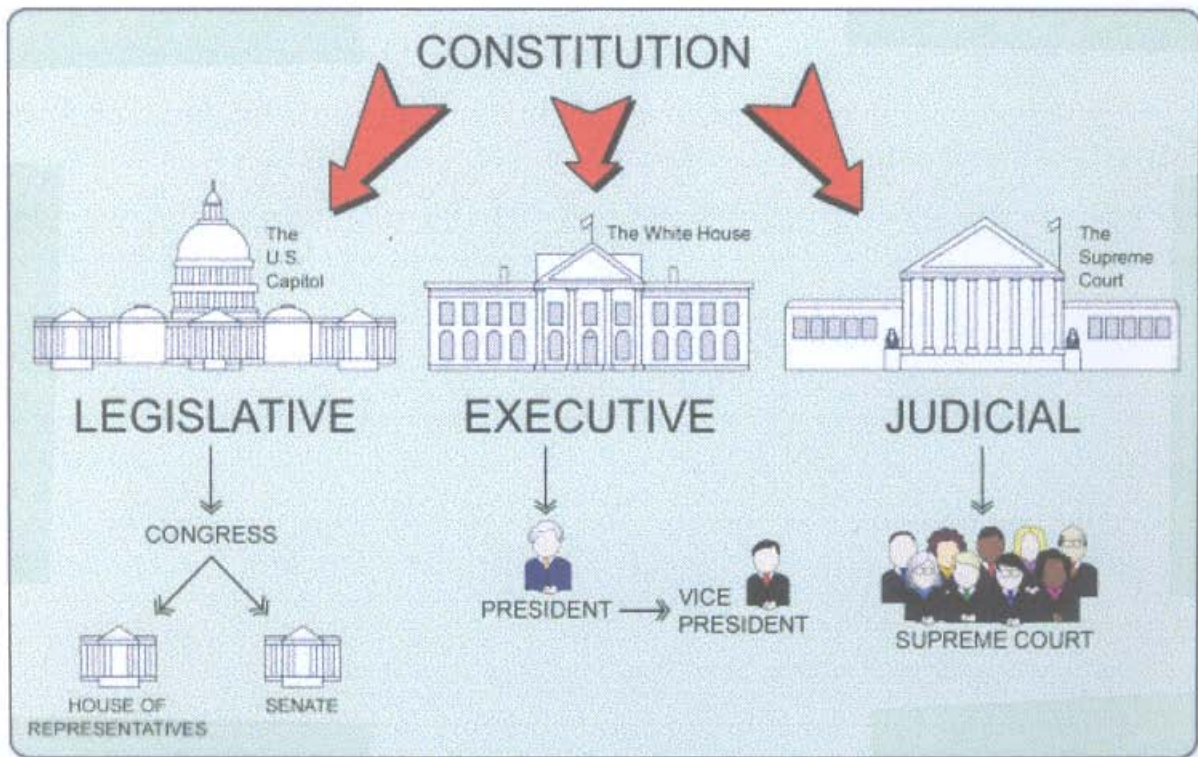 CONSTITUTION
The
U.S.
Capitol
The White House
The
Supreme
Court
LEGISLATIVE
EXECUTIVE
JUDICIAL
CONGRESS
PRESIDENT
VICE
PRESIDENT
SUPREME COURT
HOUSE OF
REPRESENTATIVES
SENATE